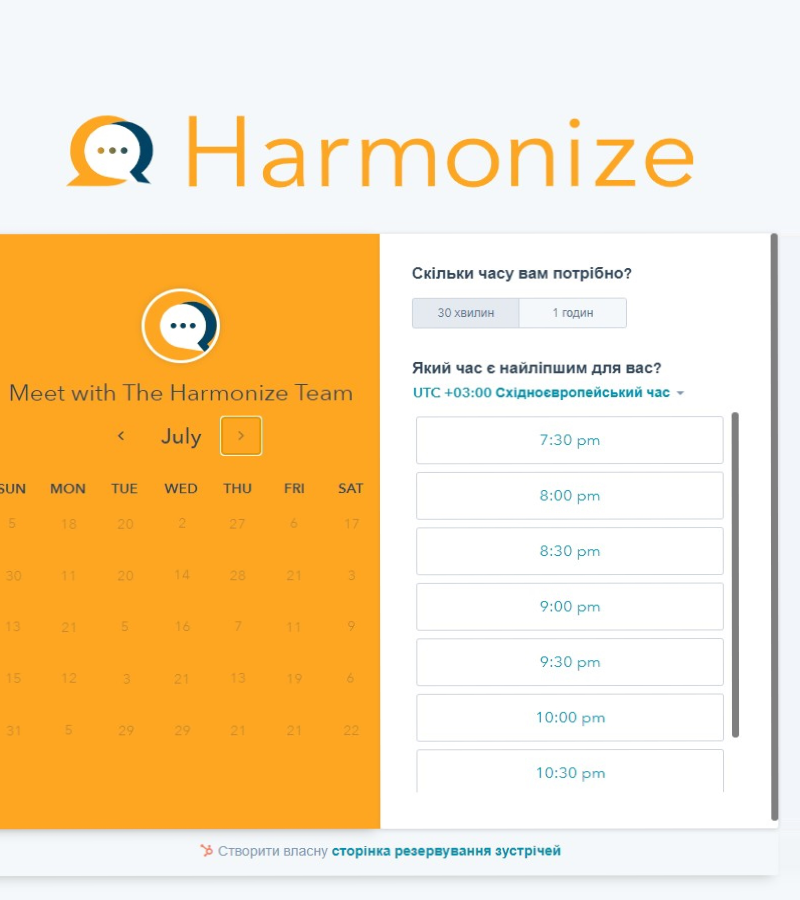 Harmonize
Meet with The Harmonize Team
July
SUN MON TUE WED THU FRI SAT
5 18 20 2 27 6 17
30 11 20 14 28 21 3
13 21 5 16 7 11 9
15 12 3 21 13 19 6
31 5 29 29 21 21 22
Скільки часу вам потрібно?
30 хвилин 1 годин
Який час є найліпшим для вас?
UTC +03:00 Східноєвропейський час
7:30 pm
8:00 pm
8:30 pm
9:00 pm
9:30 pm
10:00 pm
10:30 pm
Створити власну сторінка резервування зустрічей